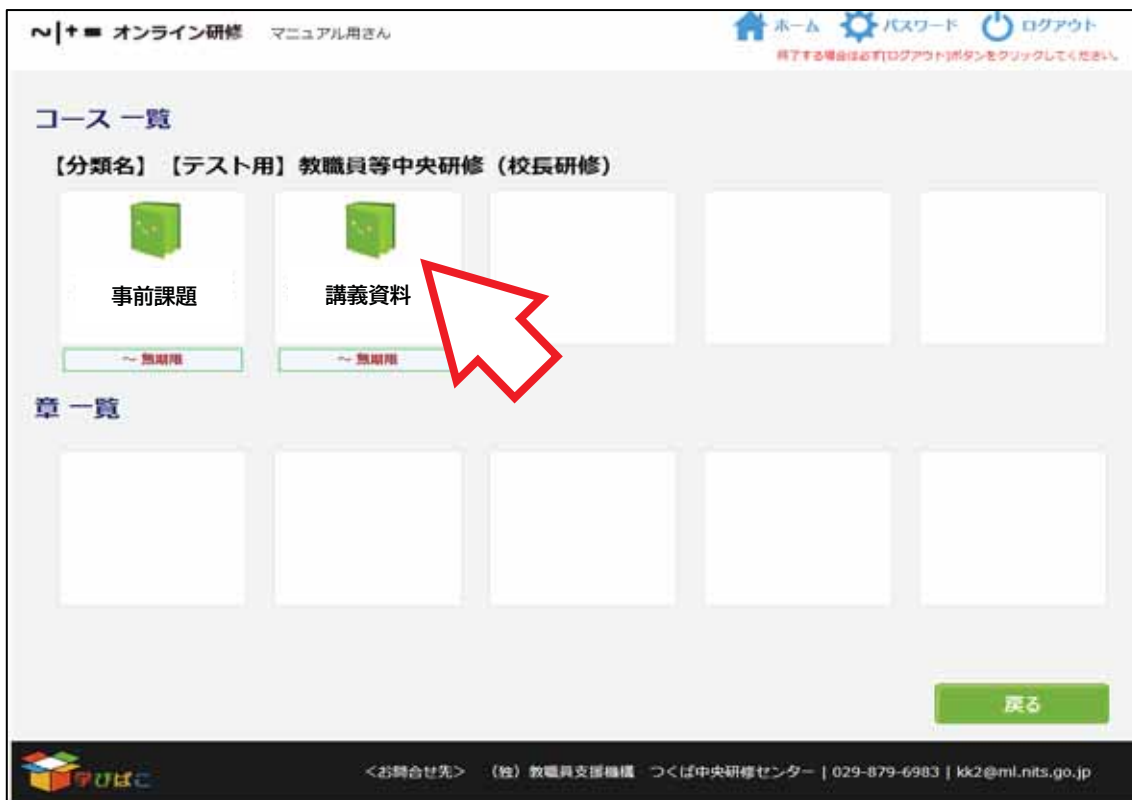 オンライン研修 マニュアル用さん
ホーム パスワード ログアウト
終了する場合は必ず[ログアウト]ボタンをクリックしてください。
コース 一覧
【分類名】【テスト用】教職員等中央研修（校長研修）
事前課題 講義資料
～ 無期限 ～ 無期限
章 一覧
戻る
学びばこ
＜お問合せ先＞ （独）教職員支援機構 つくば中央研修センター | 029-879-6983 | kk2@ml.nits.go.jp